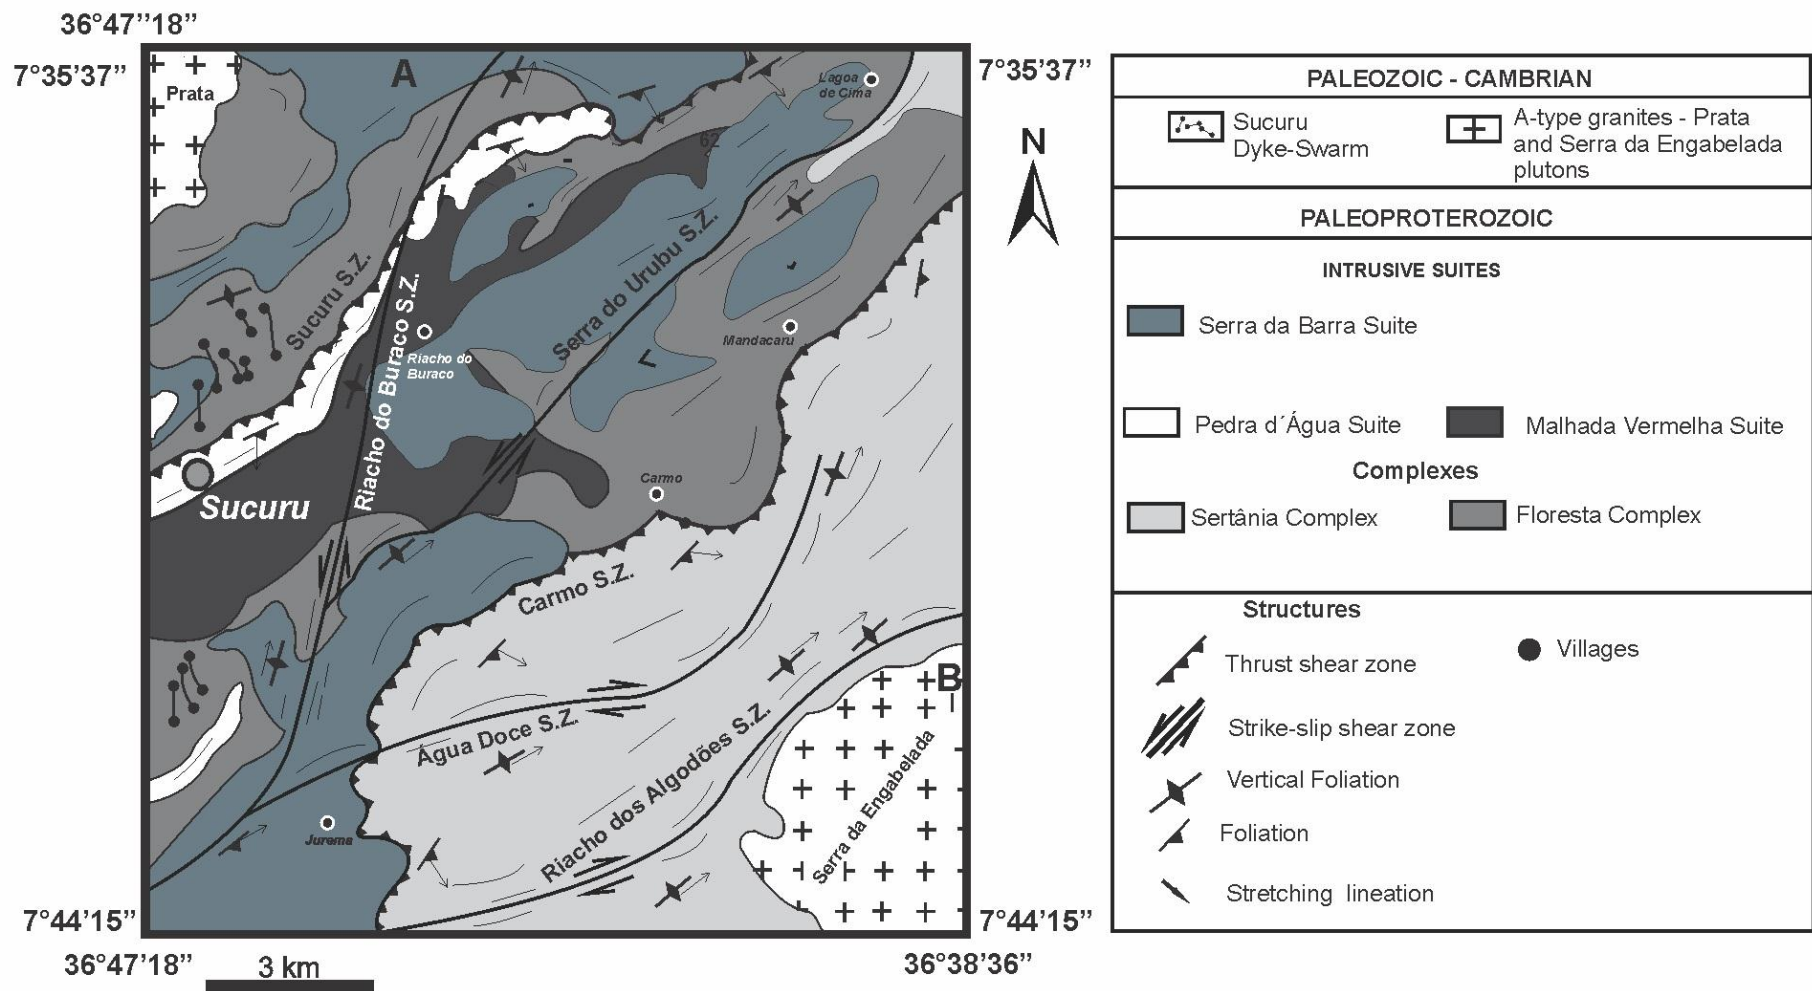 36°47’’18”
7°35’37”
7°35’37”
A
Prata
Lagoa
de Cima
62
Sucuru S.Z.
Riacho do Buraco S.Z.
Serra do Urubu S.Z.
Riacho do
Buraco
Mandacaru
Carmo
Sucuru
Carmo S.Z.
B
Água Doce S.Z.
Riacho dos Algodões S.Z.
Serra da Engabelada
Jurema
7°44’15”
7°44’15”
36°47’18”
36°38’36”
3 km
N
PALEOZOIC - CAMBRIAN
Sucuru
Dyke-Swarm
A-type granites - Prata
and Serra da Engabelada
plutons
PALEOPROTEROZOIC
INTRUSIVE SUITES
Serra da Barra Suite
Pedra d´Água Suite
Malhada Vermelha Suite
Complexes
Sertânia Complex
Floresta Complex
Structures
Thrust shear zone
Villages
Strike-slip shear zone
Vertical Foliation
Foliation
Stretching lineation